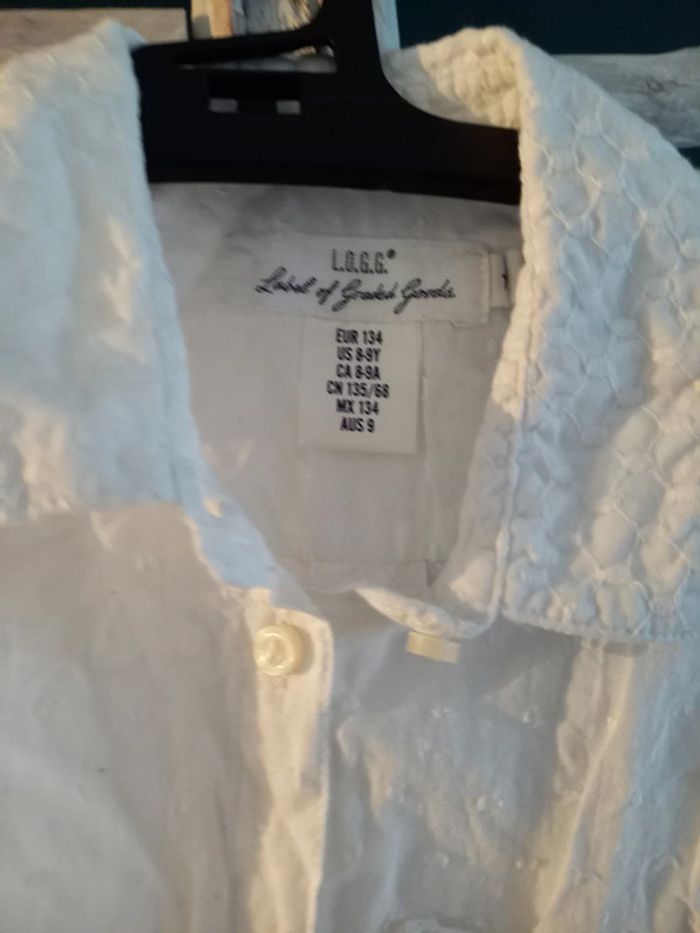 L.O.G.G.®
Label of Graded Goods
EUR 134
US 8-9Y
CA 8-9A
CN 135/68
MX 134
AUS 9